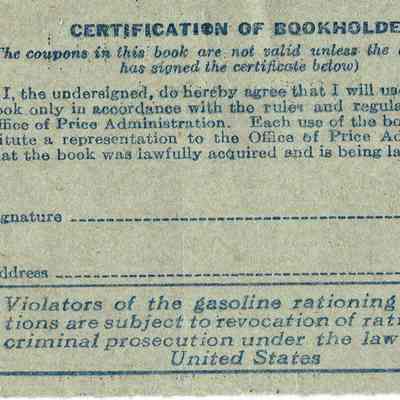 CERTIFICATION OF BOOKHOLDE
The coupons in this book are not valid unless the
has signed the certificate below)
I, the undersigned, do hereby agree that I will us
ook only in accordance with the rules and regula
ffice of Price Administration. Each use of the bo
titute a representation to the Office of Price Ad
at the book was lawfully acquired and is being la
gnature
ddress
Violators of the gasoline rationing
tions are subject to revocation of rati
criminal prosecution under the law
United States